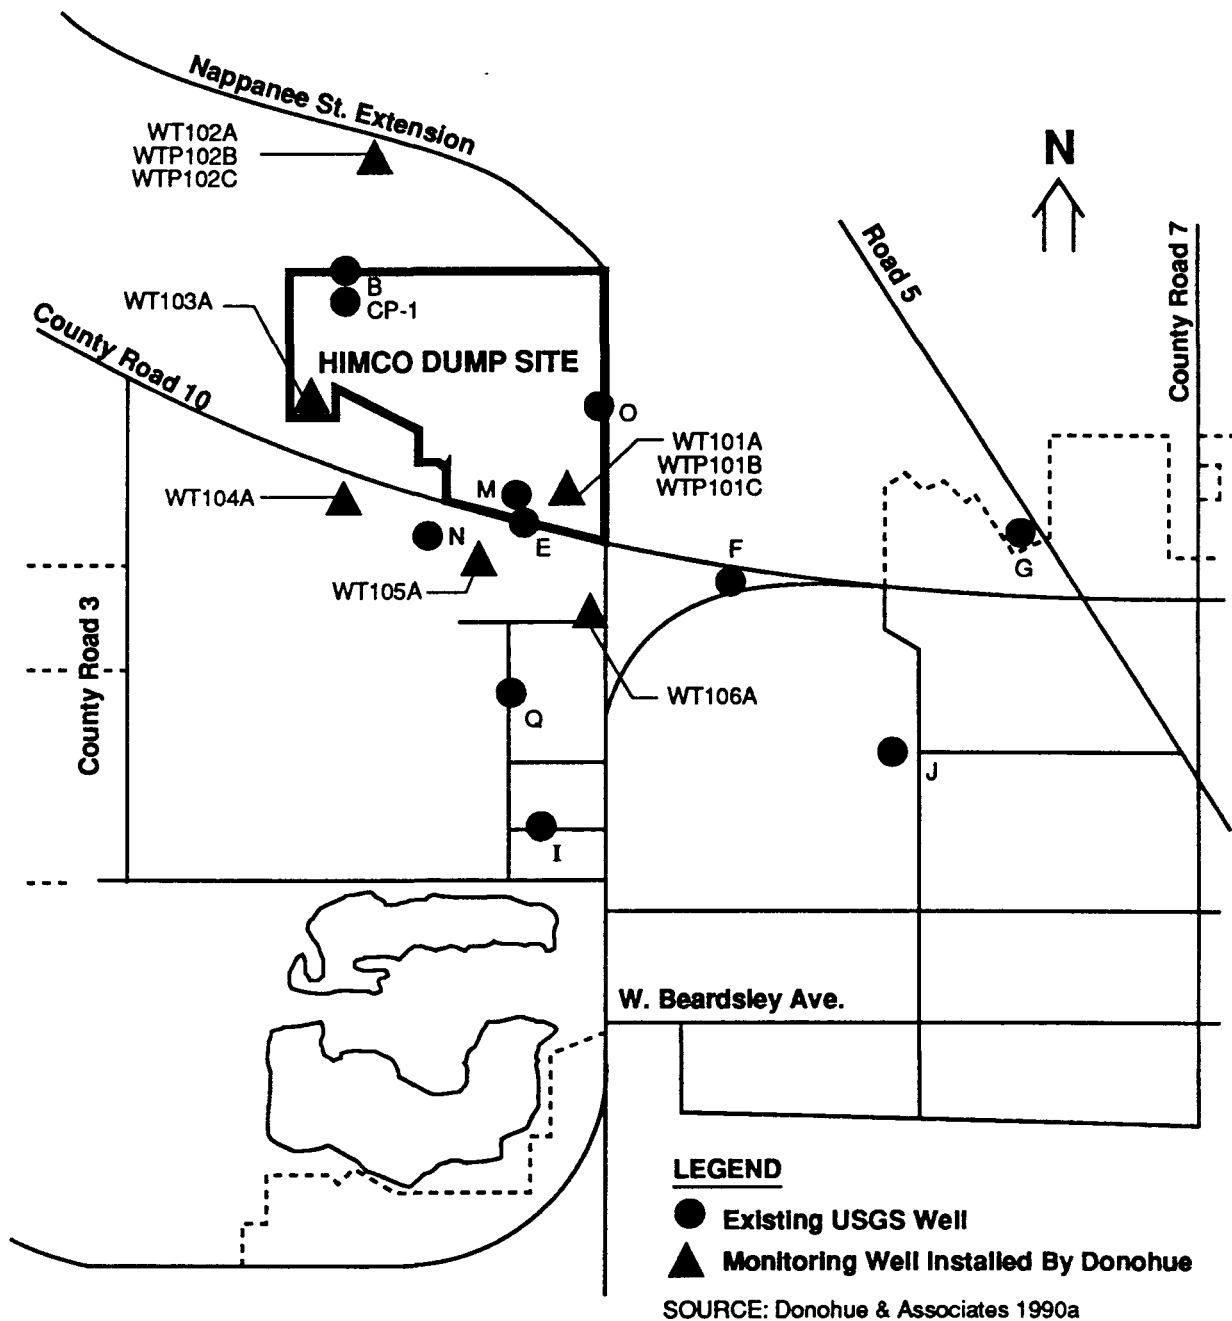 Nappanee St. Extension
WT102A
WTP102B
WTP102C
N
Road 5
County Road 7
B
CP-1
WT103A
County Road 10
HIMCO DUMP SITE
O
WT101A
WTP101B
WTP101C
M
WT104A
N
E
F
G
WT105A
County Road 3
WT106A
Q
J
I
W. Beardsley Ave.
LEGEND
Existing USGS Well
Monitoring Well Installed By Donohue
SOURCE: Donohue & Associates 1990a